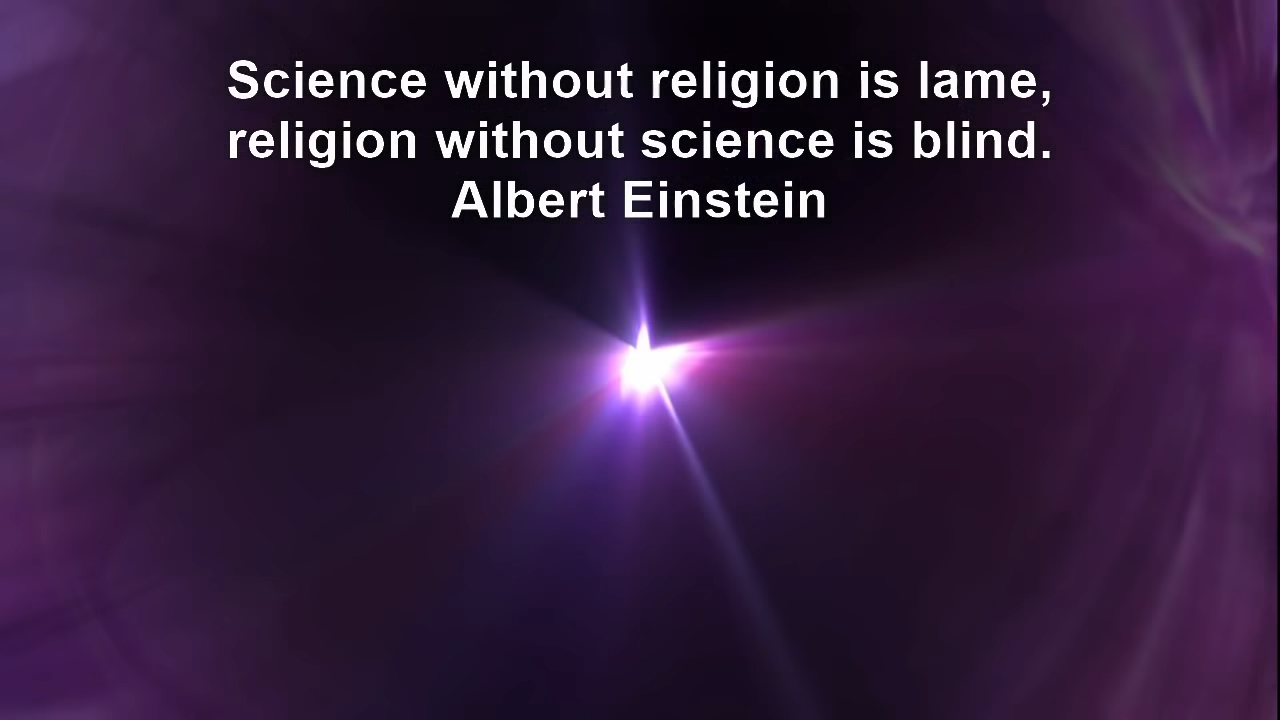 Science without religion is lame,
religion without science is blind.
Albert Einstein